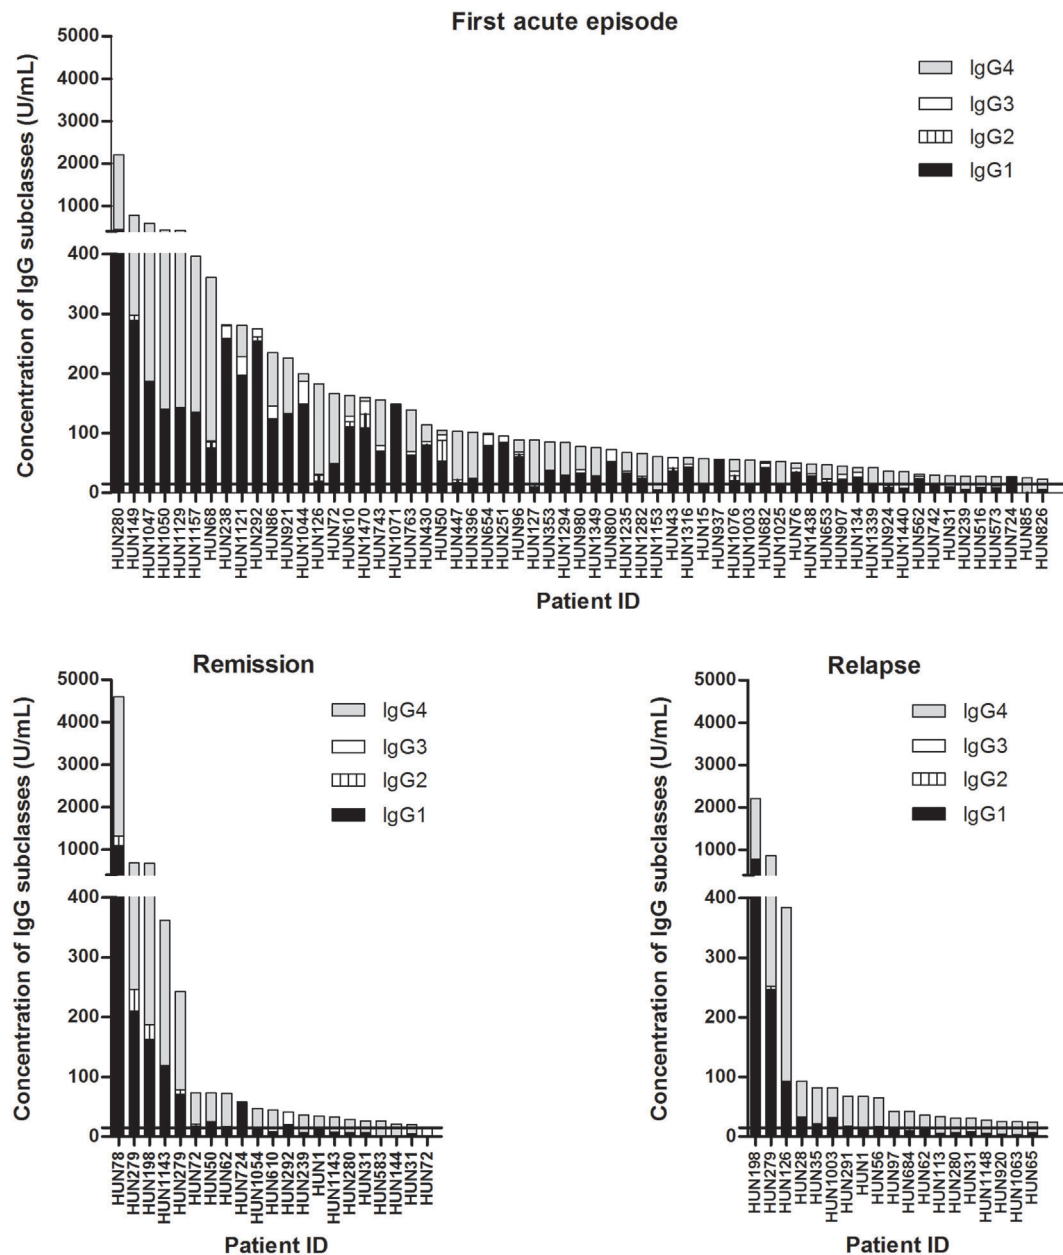 First acute episode
Concentration of IgG subclasses (U/mL)
5000
4000
3000
2000
1000
400
300
200
100
0
IgG4
IgG3
IgG2
IgG1
HUN280
HUN149
HUN1047
HUN1050
HUN1129
HUN1157
HUN68
HUN238
HUN1121
HUN292
HUN86
HUN921
HUN1044
HUN126
HUN72
HUN610
HUN1470
HUN743
HUN1071
HUN763
HUN430
HUN50
HUN447
HUN396
HUN654
HUN251
HUN96
HUN127
HUN353
HUN1294
HUN980
HUN1349
HUN800
HUN1235
HUN1282
HUN1153
HUN43
HUN1316
HUN15
HUN937
HUN1076
HUN1003
HUN682
HUN1025
HUN76
HUN1438
HUN653
HUN907
HUN134
HUN1339
HUN924
HUN1440
HUN562
HUN742
HUN31
HUN239
HUN516
HUN573
HUN724
HUN85
HUN826
Patient ID
Remission
Concentration of IgG subclasses (U/mL)
5000
4000
3000
2000
1000
400
300
200
100
0
IgG4
IgG3
IgG2
IgG1
HUN78
HUN279
HUN198
HUN1143
HUN279
HUN72
HUN50
HUN62
HUN724
HUN1054
HUN610
HUN292
HUN239
HUN1
HUN1143
HUN280
HUN31
HUN583
HUN144
HUN31
HUN72
Patient ID
Relapse
Concentration of IgG subclasses (U/mL)
5000
4000
3000
2000
1000
400
300
200
100
0
IgG4
IgG3
IgG2
IgG1
HUN198
HUN279
HUN126
HUN28
HUN35
HUN1903
HUN291
HUN1
HUN56
HUN97
HUN684
HUN62
HUN113
HUN280
HUN31
HUN1148
HUN920
HUN1063
HUN65
Patient ID